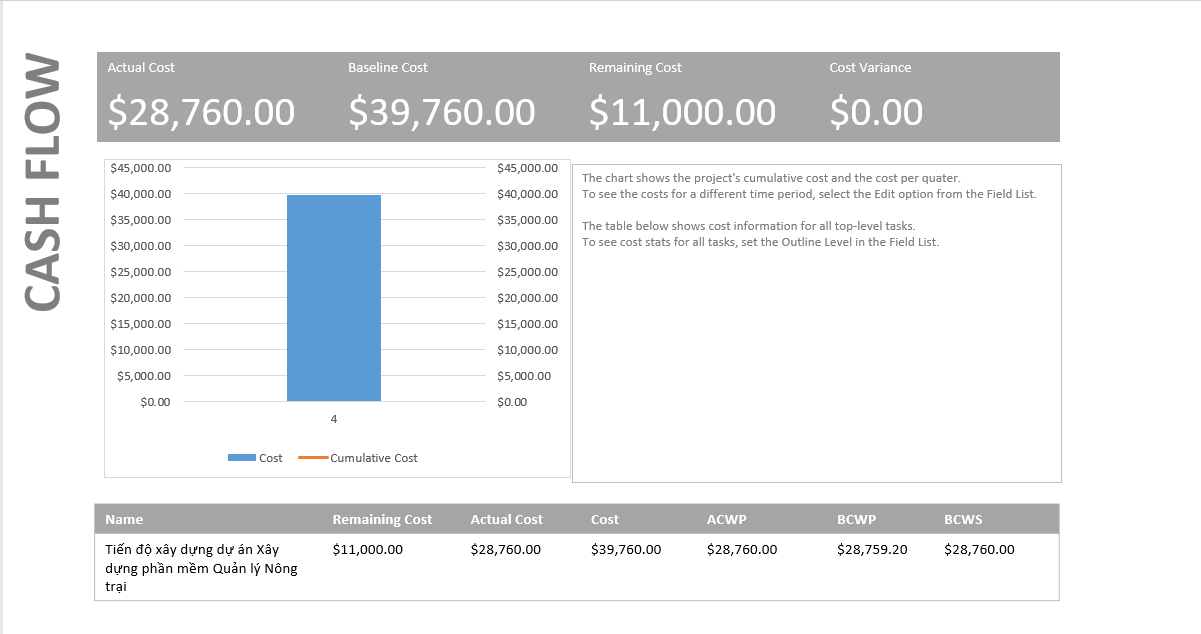 CASH FLOW
Actual Cost Baseline Cost Remaining Cost Cost Variance
$28,760.00 $39,760.00 $11,000.00 $0.00
$45,000.00 $45,000.00
$40,000.00 $40,000.00
$35,000.00 $35,000.00
$30,000.00 $30,000.00
$25,000.00 $25,000.00
$20,000.00 $20,000.00
$15,000.00 $15,000.00
$10,000.00 $10,000.00
$5,000.00 $5,000.00
$0.00 $0.00
4
Cost Cumulative Cost
The chart shows the project's cumulative cost and the cost per quater.
To see the costs for a different time period, select the Edit option from the Field List.
The table below shows cost information for all top-level tasks.
To see cost stats for all tasks, set the Outline Level in the Field List.
Name Remaining Cost Actual Cost Cost ACWP BCWP BCWS
Tiến độ xây dựng dự án Xây $11,000.00 $28,760.00 $39,760.00 $28,760.00 $28,759.20 $28,760.00
dựng phần mềm Quản lý Nông
trại